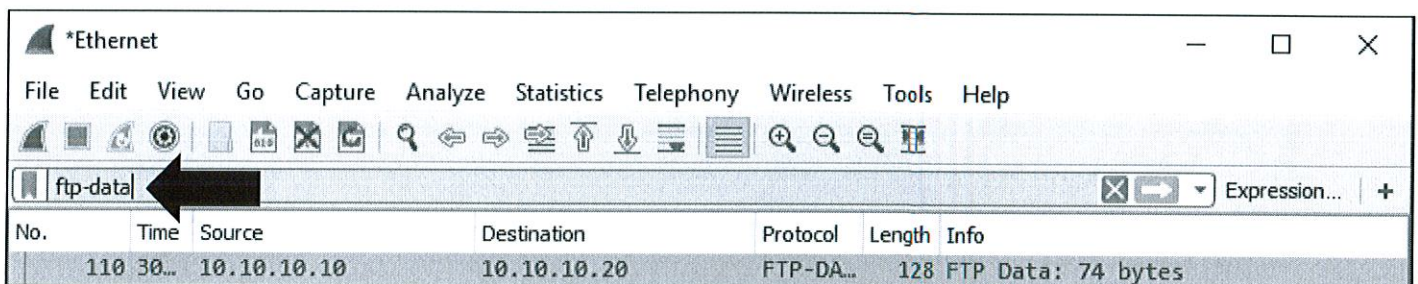 *Ethernet
File Edit View Go Capture Analyze Statistics Telephony Wireless Tools Help
ftp-data Expression... +
No. Time Source Destination Protocol Length Info
110 30… 10.10.10.10 10.10.10.20 FTP-DA… 128 FTP Data: 74 bytes